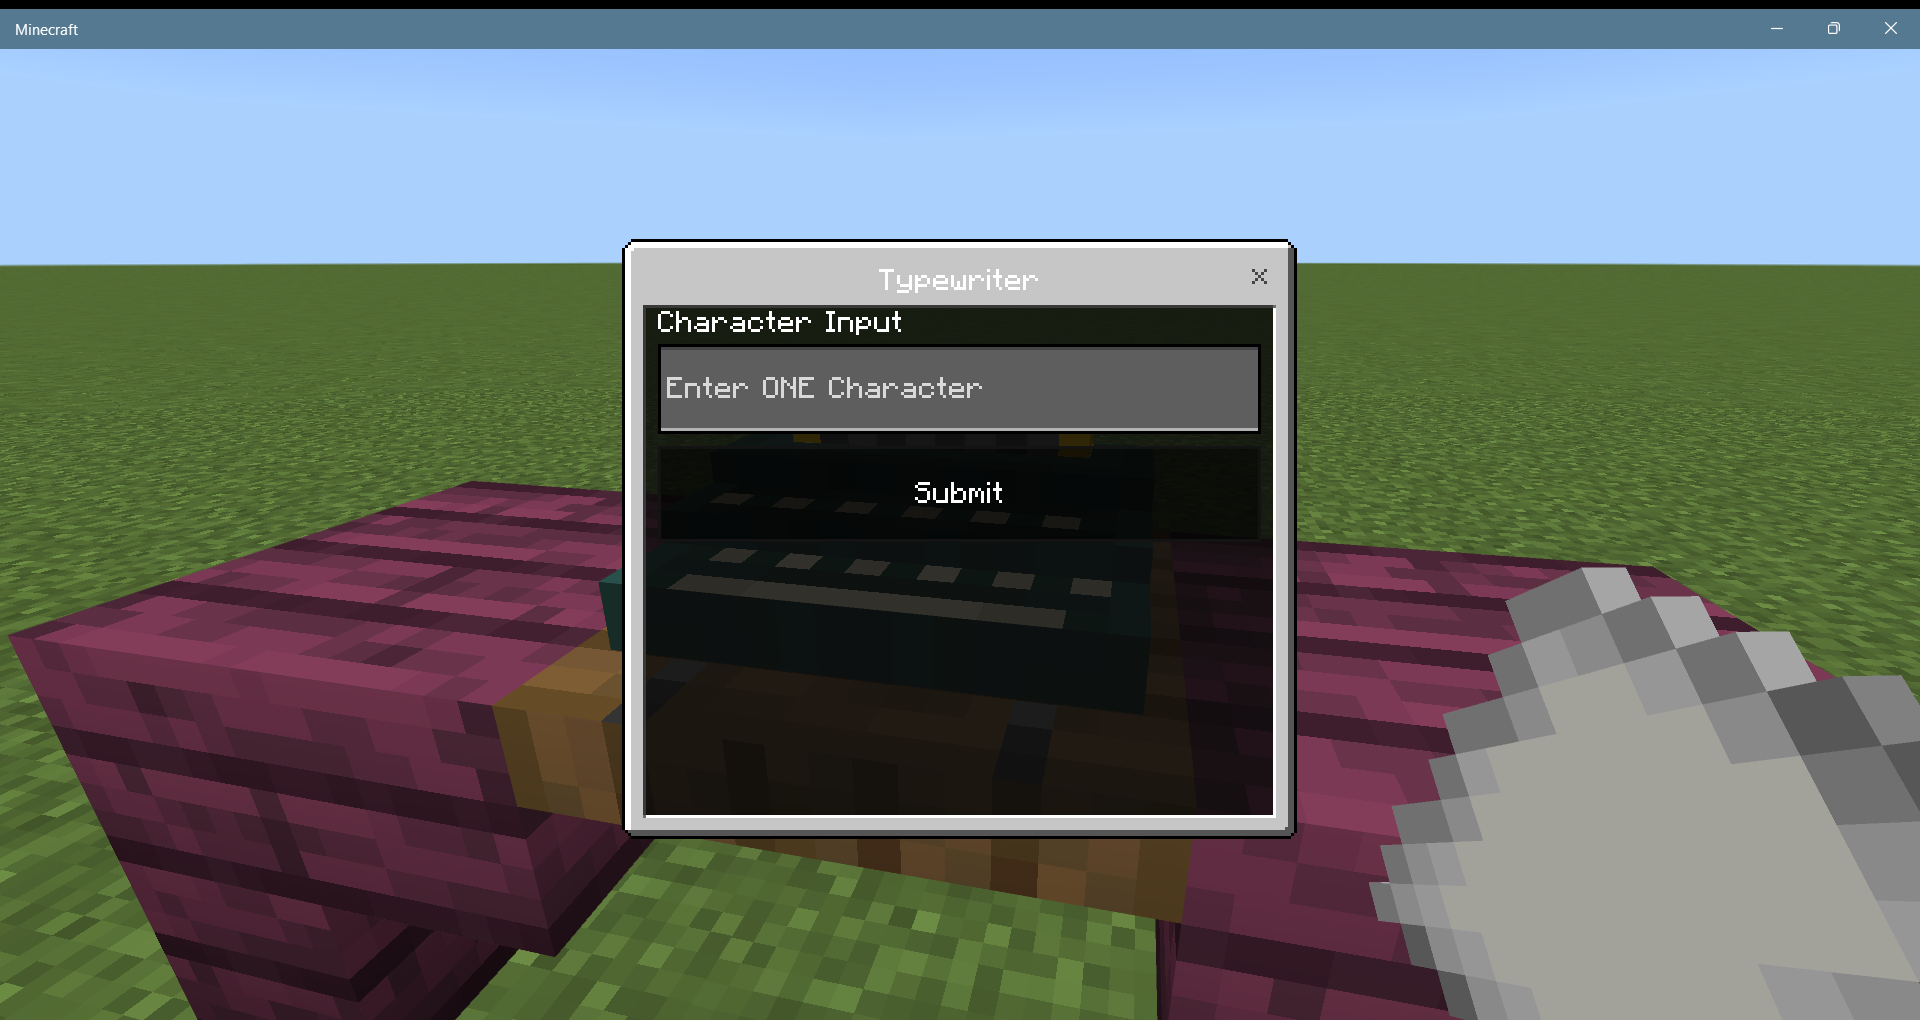 Minecraft
Typewriter
Character Input
Enter ONE Character
Submit